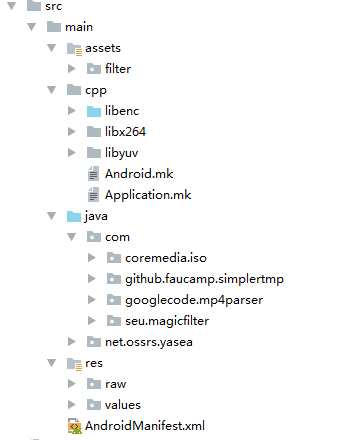 src
main
assets
filter
cpp
libenc
libx264
libyuv
Android.mk
Application.mk
java
com
coremedia.iso
github.faucamp.simplertmp
googlecode.mp4parser
seu.magicfilter
net.ossrs.yasea
res
raw
values
AndroidManifest.xml